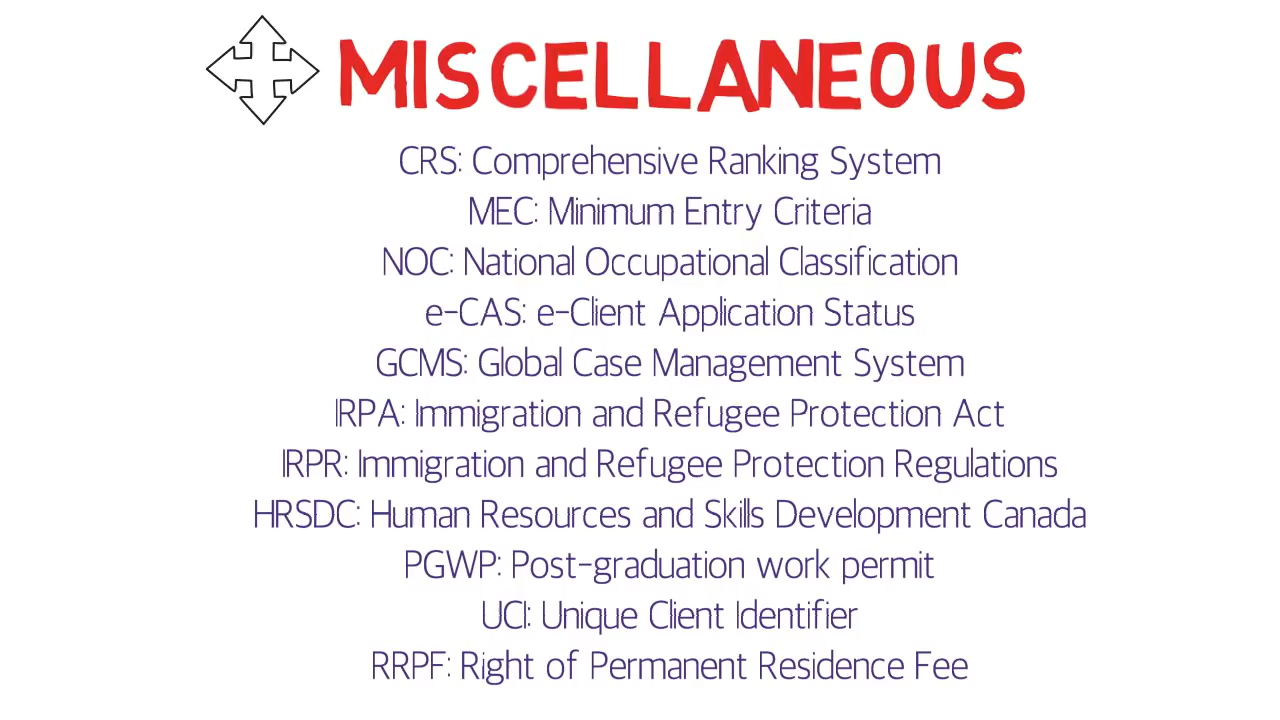 MISCELLANEOUS
CRS: Comprehensive Ranking System
MEC: Minimum Entry Criteria
NOC: National Occupational Classification
e-CAS: e-Client Application Status
GCMS: Global Case Management System
IRPA: Immigration and Refugee Protection Act
IRPR: Immigration and Refugee Protection Regulations
HRSDC: Human Resources and Skills Development Canada
PGWP: Post-graduation work permit
UCI: Unique Client Identifier
RRPF: Right of Permanent Residence Fee